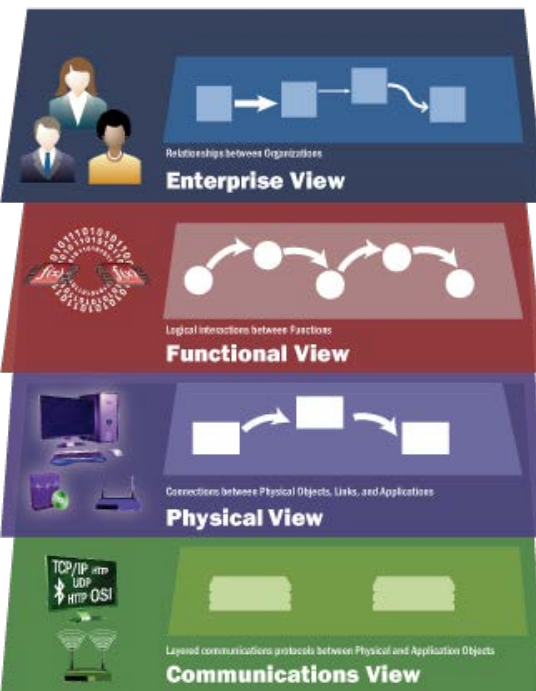 Relationships between Organizations
Enterprise View
f(x)
f(x)
Logical interactions between Functions
Functional View
Connections between Physical Objects, Links, and Applications
Physical View
TCP/IP HTTP
UDP
HTTP OSI
Layered communications protocols between Physical and Application Objects
Communications View